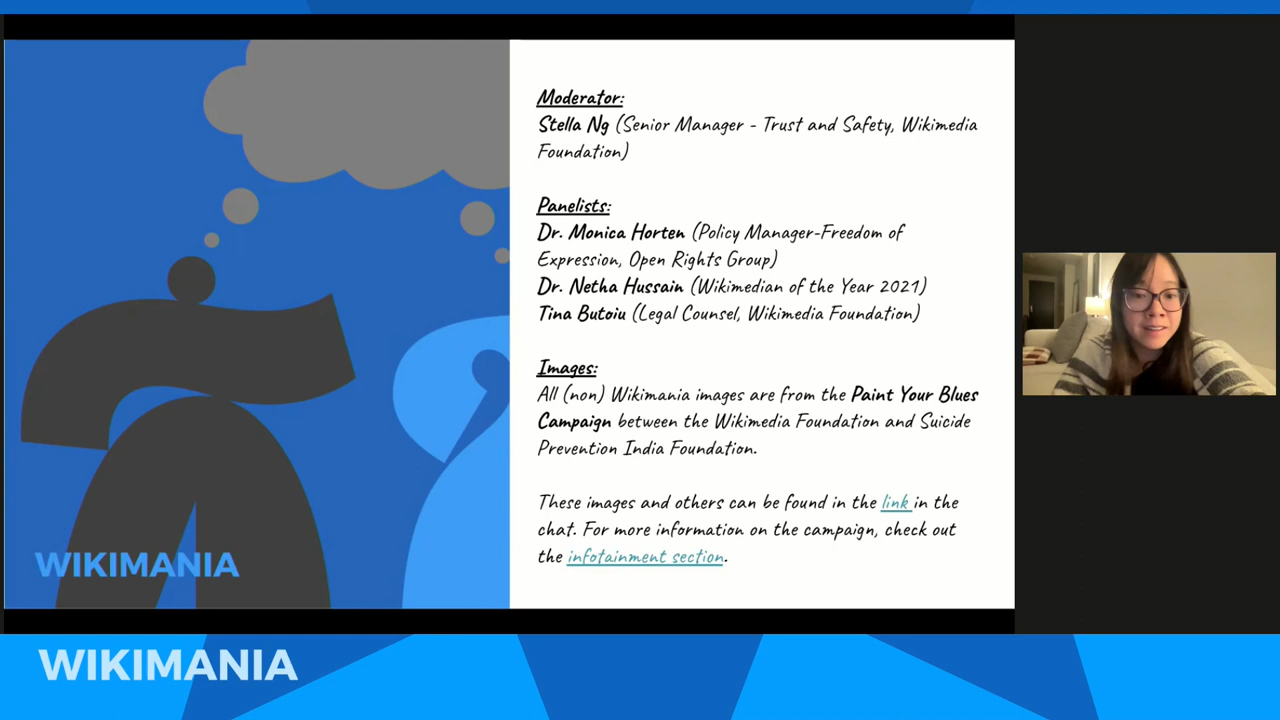 Moderator:
Stella Ng (Senior Manager - Trust and Safety, Wikimedia
Foundation)
Panelists:
Dr. Monica Horten (Policy Manager-Freedom of
Expression, Open Rights Group)
Dr. Netha Hussain (Wikimedian of the Year 2021)
Tina Butoiu (Legal Counsel, Wikimedia Foundation)
Images:
All (non) Wikimania images are from the Paint Your Blues
Campaign between the Wikimedia Foundation and Suicide
Prevention India Foundation.
These images and others can be found in the link in the
chat. For more information on the campaign, check out
the infotainment section.
WIKIMANIA
WIKIMANIA